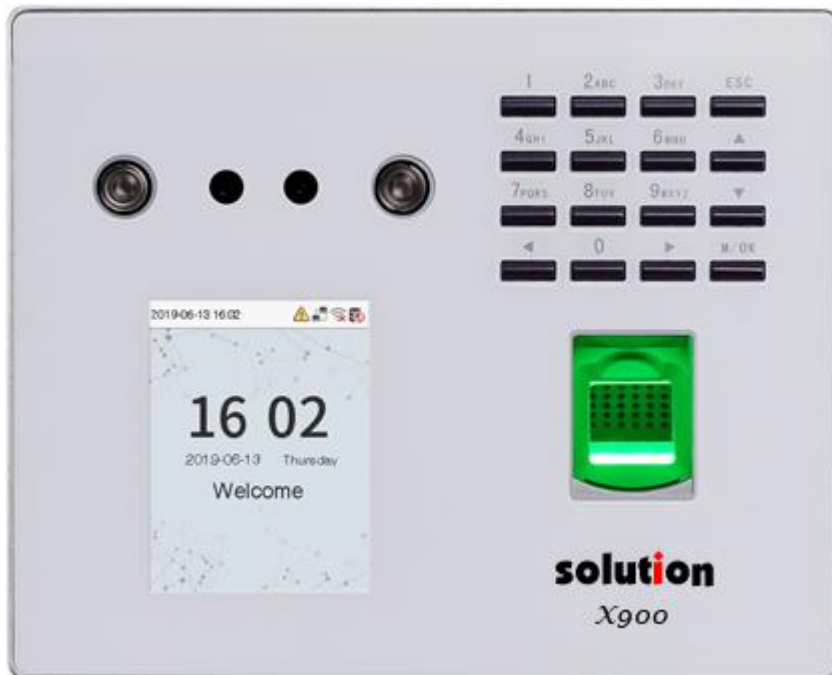 1 2ABC 3DEF ESC
4GHI 5JKL 6MNO ▲
7PQRS 8TUV 9WXYZ ▼
◄ 0 ► M/OK
2019-06-13 16:02
16 02
2019-06-13 Thursday
Welcome
solution
X900